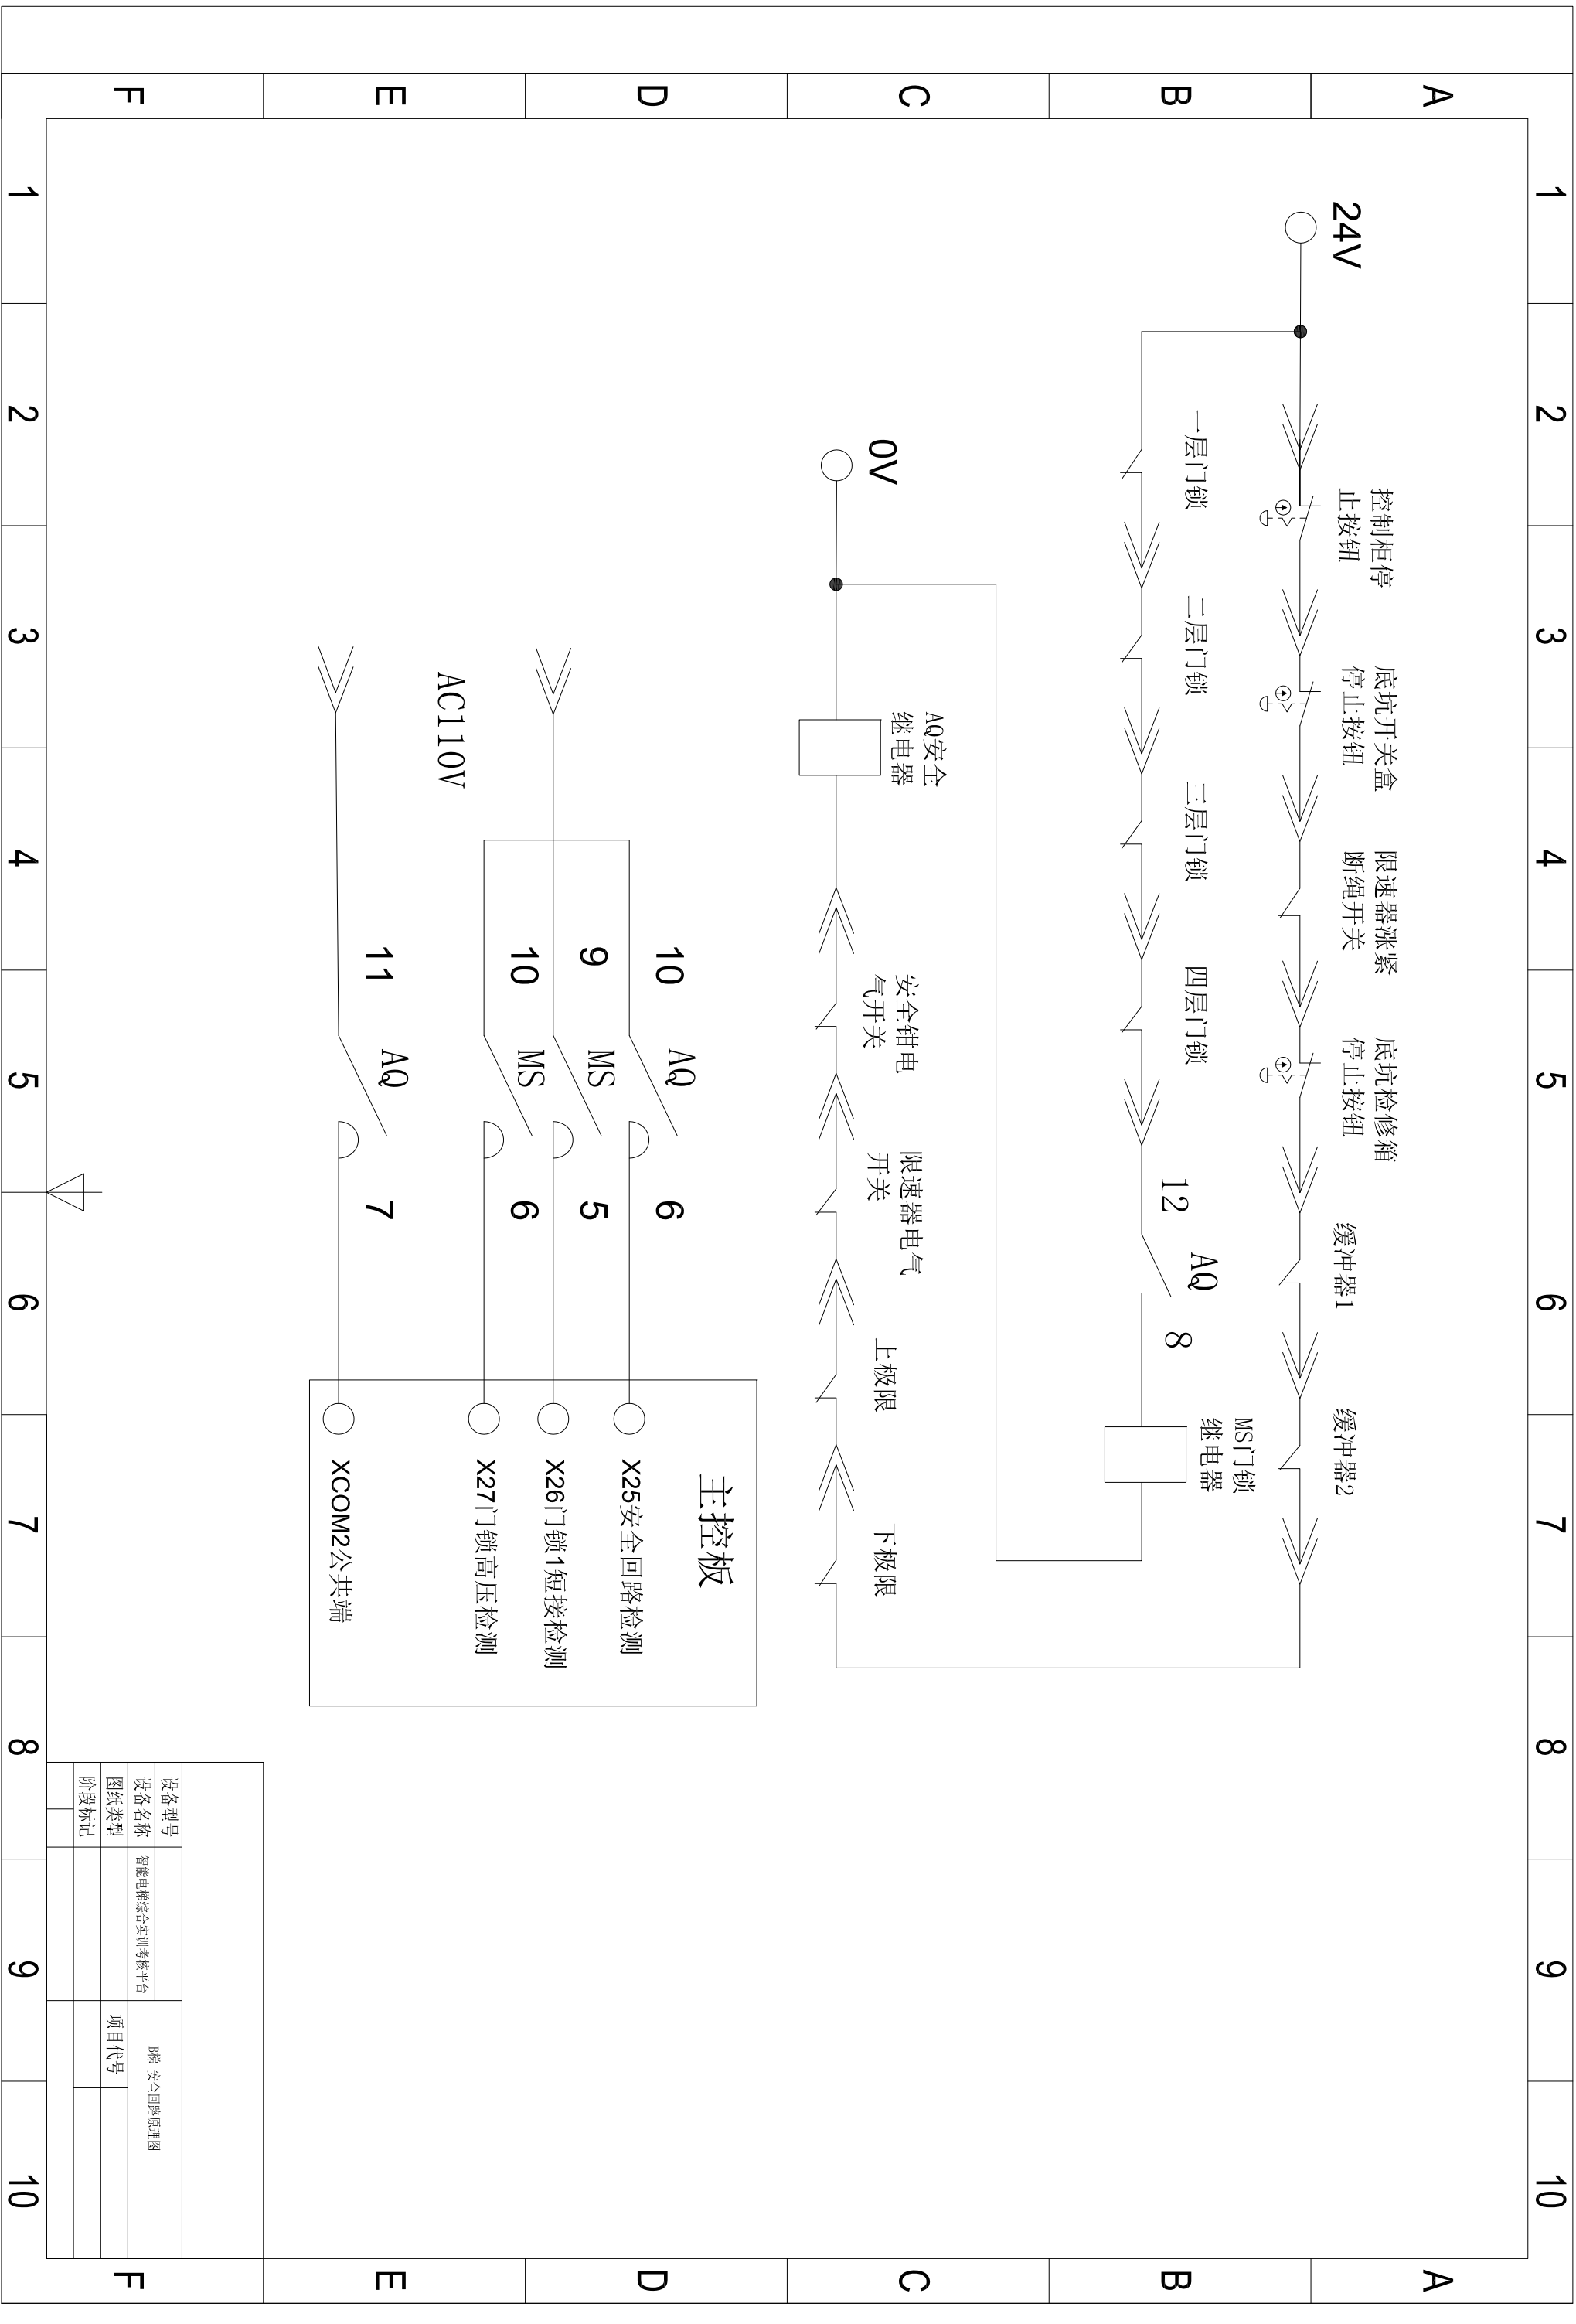 1 2 3 4 5 6 7 8 9 10
A
B
C
D
E
F
24V
控制柜停
止按钮
底坑开关盒
停止按钮
限速器涨紧
断绳开关
底坑检修箱
停止按钮
缓冲器1
缓冲器2
一层门锁
二层门锁
三层门锁
四层门锁
12
AQ
8
MS门锁
继电器
0V
AQ安全
继电器
安全钳电
气开关
限速器电气
开关
上极限
下极限
AC110V
10
AQ
6
9
MS
5
10
MS
6
11
AQ
7
主控板
X25安全回路检测
X26门锁1短接检测
X27门锁高压检测
XCOM2公共端
设备型号
设备名称
智能电梯综合实训考核平台
B梯 安全回路原理图
图纸类型
项目代号
阶段标记
A
B
C
D
E
F
1 2 3 4 5 6 7 8 9 10